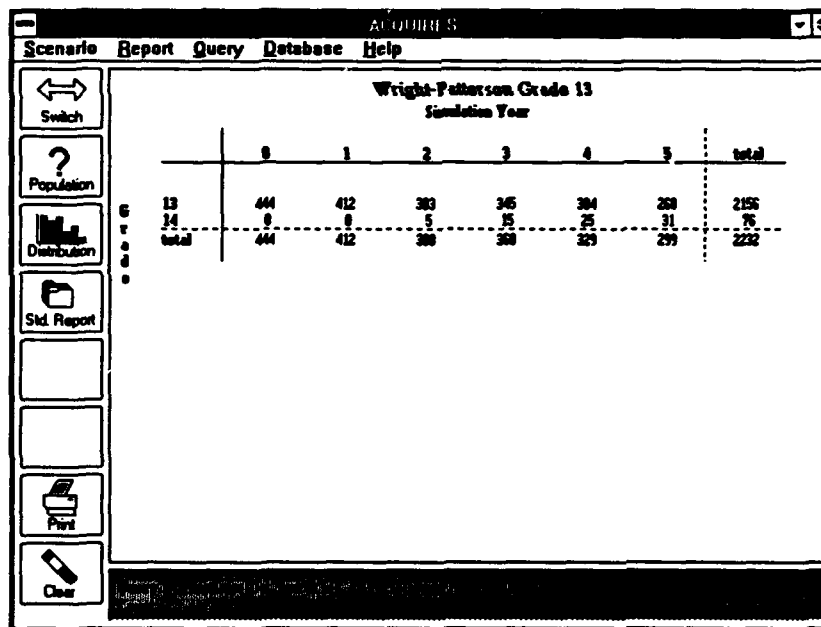 ACQUIRES
Scenario Report Query Database Help
Switch
Population
Distribution
Std. Report
Print
Clear
Wright-Patterson Grade 13
Simulation Year
0 1 2 3 4 5 total
Grade
13 444 412 383 345 304 268 2156
14 0 0 5 15 25 31 76
total 444 412 388 360 329 299 2232